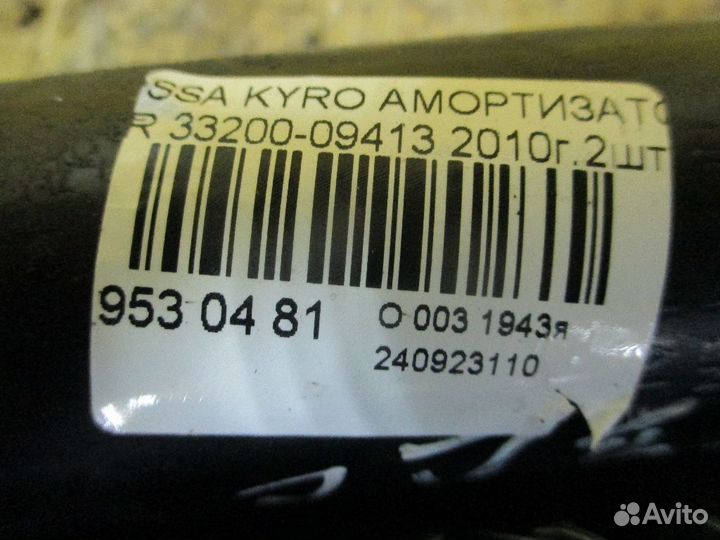 SSA KYRO АМОРТИЗАТО
R 33200-09413 2010г. 2шт
953 04 81
О 003 1943я
240923110
Avito